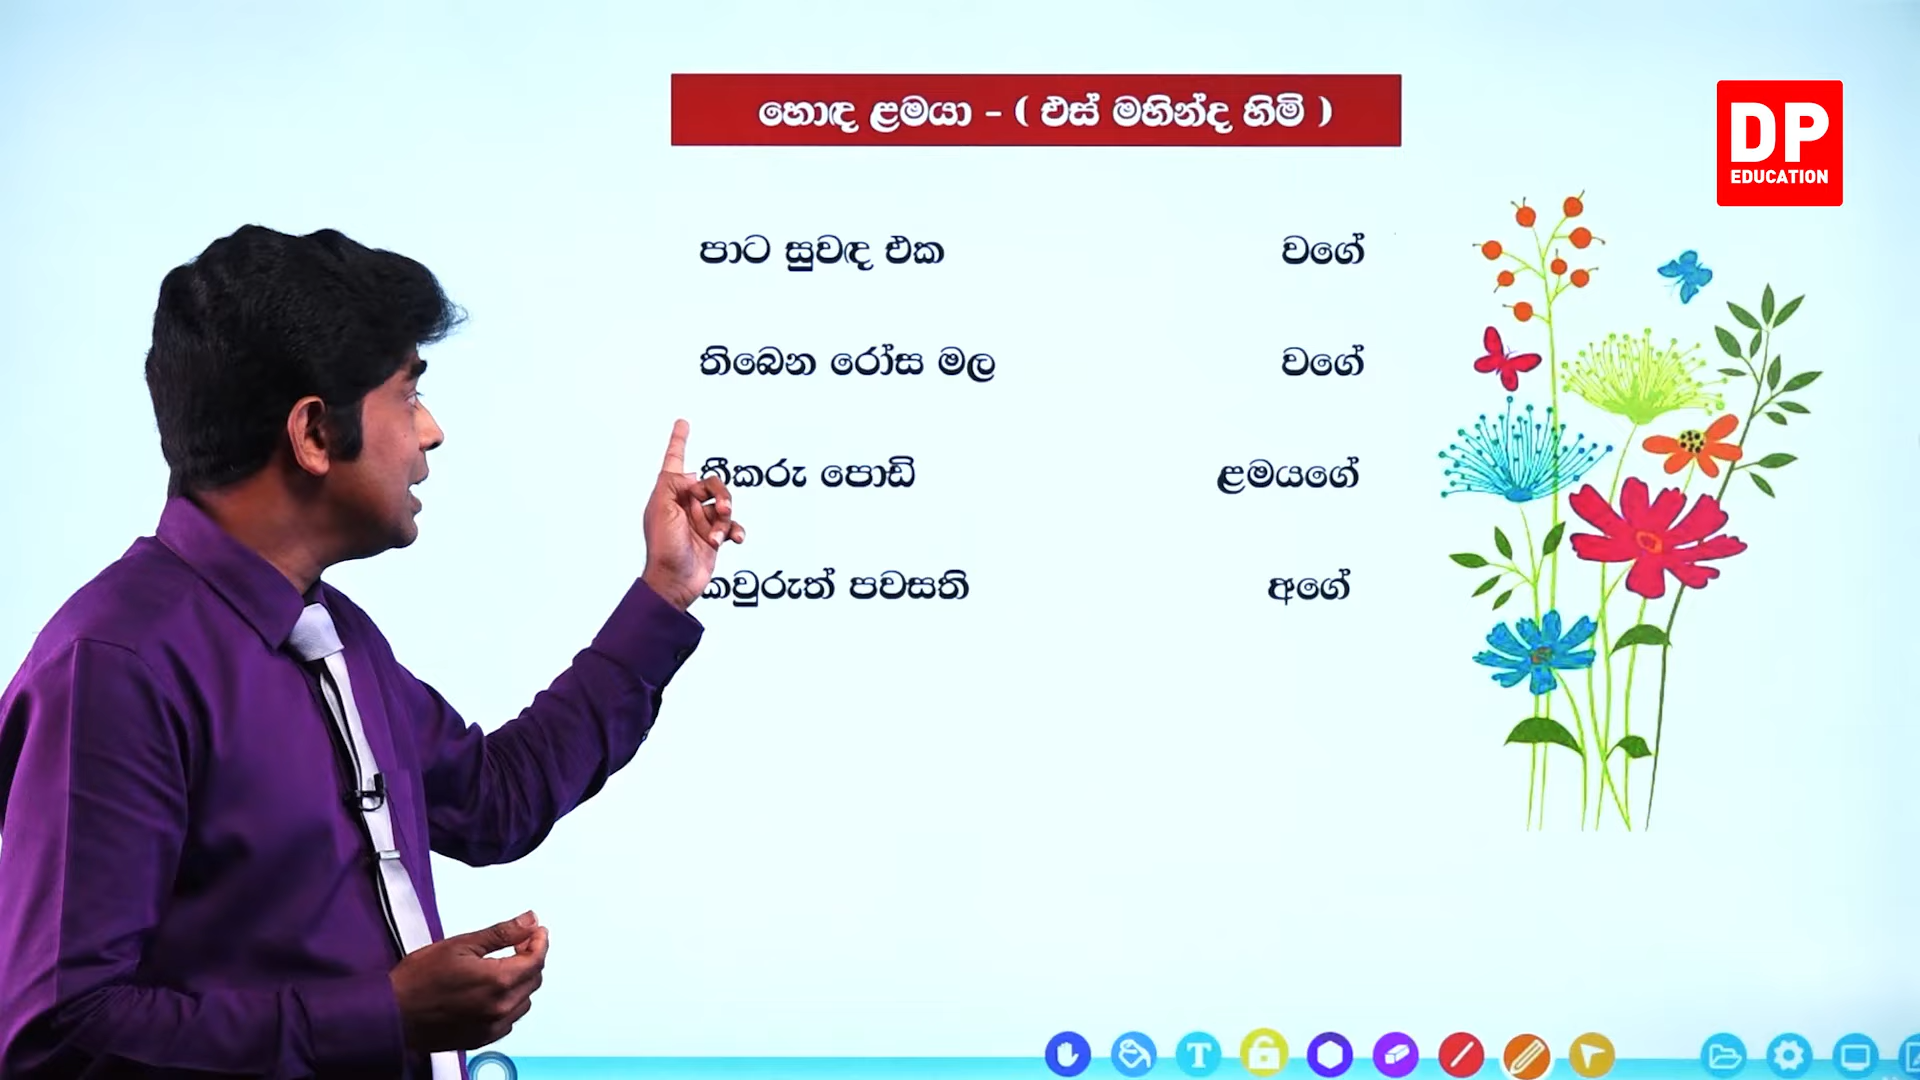 හොඳ ළමයා - ( එස් මහින්ද හිමි )
DP
EDUCATION
පාට සුවඳ එක වගේ
තිබෙන රෝස මල වගේ
කීකරු පොඩි ළමයගේ
කවුරුත් පවසති අගේ
T